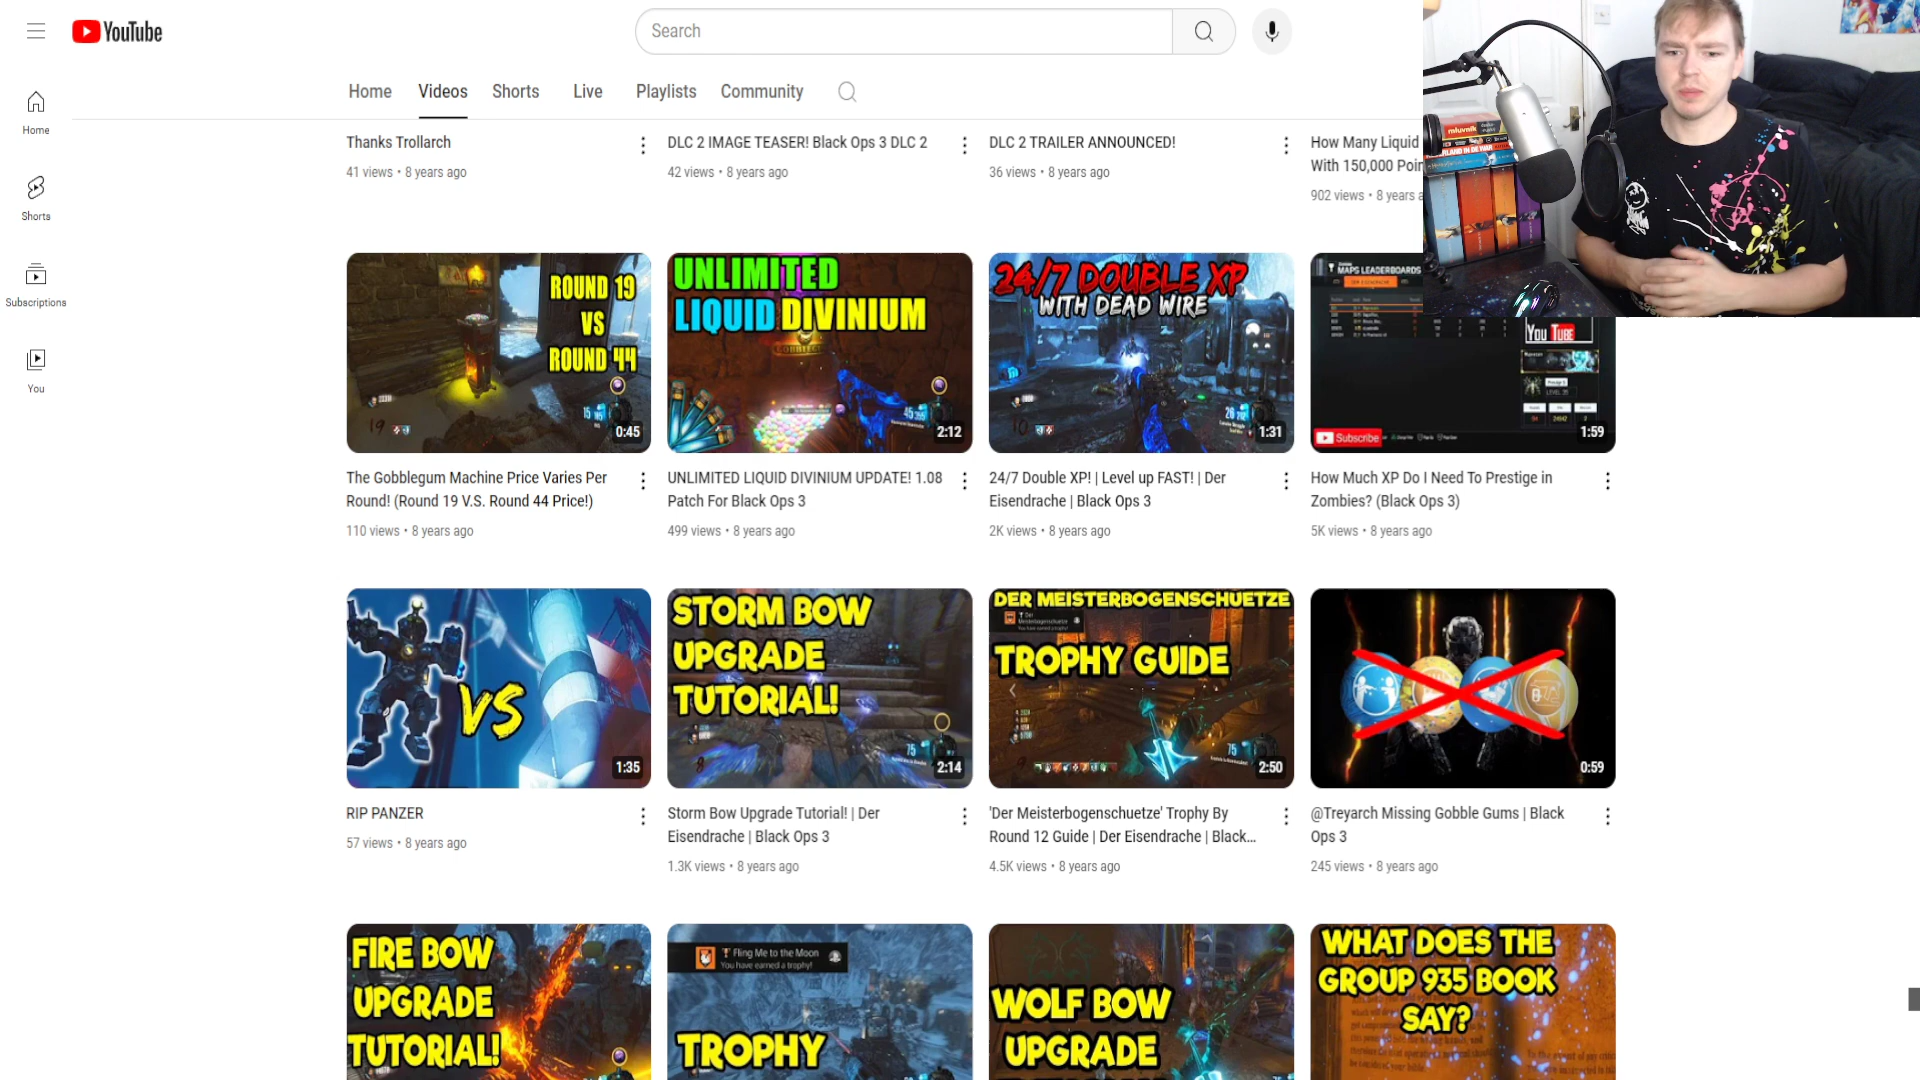 YouTube
Search
Home
Videos
Shorts
Live
Playlists
Community
Home
Shorts
Subscriptions
You
Thanks Trollarch
41 views • 8 years ago
DLC 2 IMAGE TEASER! Black Ops 3 DLC 2
42 views • 8 years ago
DLC 2 TRAILER ANNOUNCED!
36 views • 8 years ago
How Many Liquid
With 150,000 Poin
902 views • 8 years a
ROUND 19
VS
ROUND 44
19
0:45
UNLIMITED
LIQUID DIVINIUM
2:12
24/7 DOUBLE XP
WITH DEAD WIRE
10
1:31
MAPS LEADERBOARDS
You Tube
Subscribe
1:59
The Gobblegum Machine Price Varies Per
Round! (Round 19 V.S. Round 44 Price!)
110 views • 8 years ago
UNLIMITED LIQUID DIVINIUM UPDATE! 1.08
Patch For Black Ops 3
499 views • 8 years ago
24/7 Double XP! | Level up FAST! | Der
Eisendrache | Black Ops 3
2K views • 8 years ago
How Much XP Do I Need To Prestige in
Zombies? (Black Ops 3)
5K views • 8 years ago
VS
1:35
STORM BOW
UPGRADE
TUTORIAL!
75
2:14
DER MEISTERBOGENSCHUETZE
TROPHY GUIDE
75
2:50
0:59
RIP PANZER
57 views • 8 years ago
Storm Bow Upgrade Tutorial! | Der
Eisendrache | Black Ops 3
1.3K views • 8 years ago
'Der Meisterbogenschuetze' Trophy By
Round 12 Guide | Der Eisendrache | Black...
4.5K views • 8 years ago
@Treyarch Missing Gobble Gums | Black
Ops 3
245 views • 8 years ago
FIRE BOW
UPGRADE
TUTORIAL!
Fling Me to the Moon
You have earned a trophy!
TROPHY
WOLF BOW
UPGRADE
WHAT DOES THE
GROUP 935 BOOK
SAY?